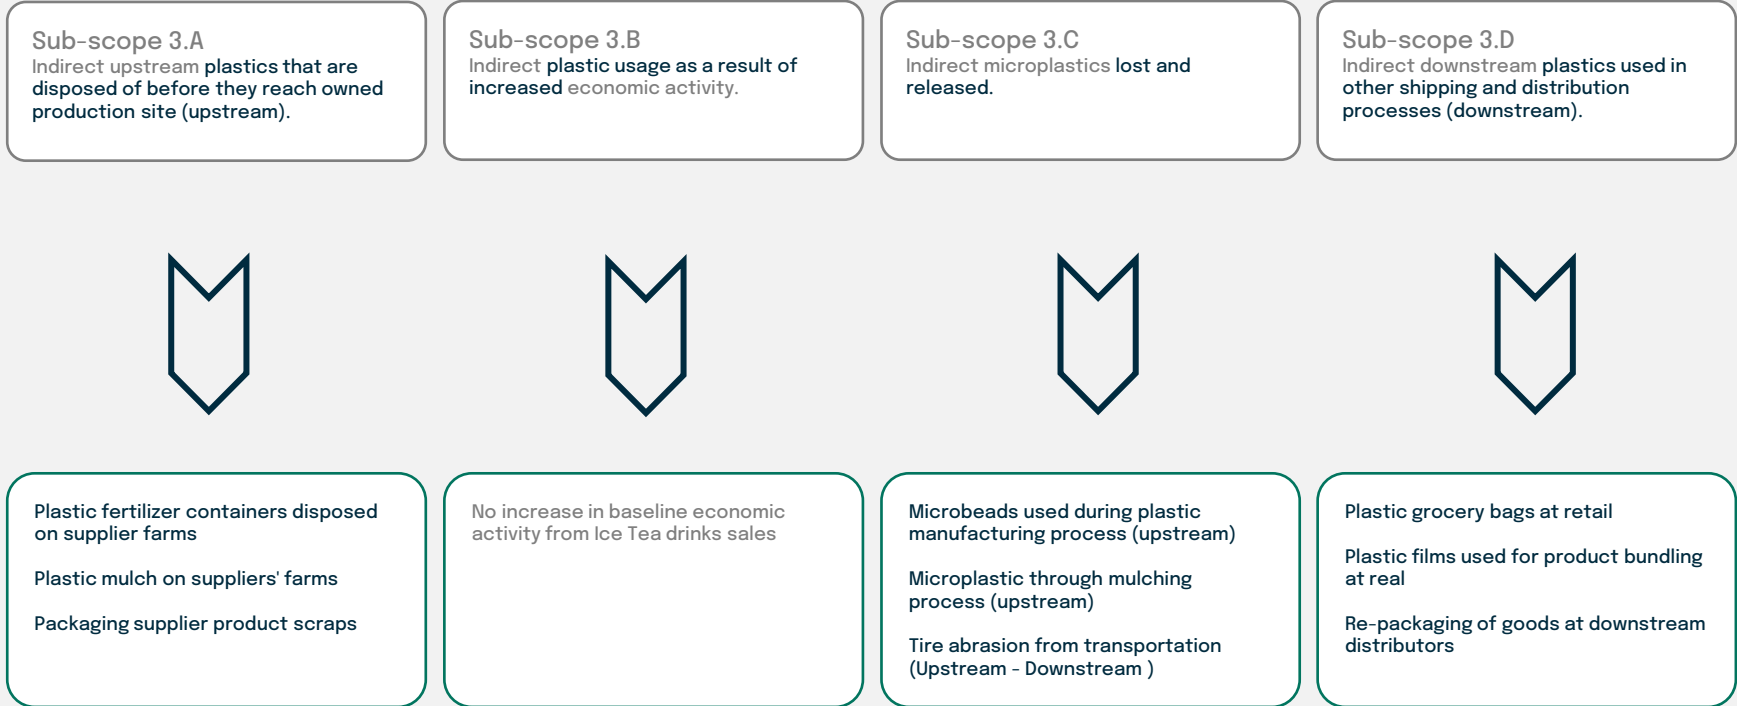 Sub-scope 3.A
Indirect upstream plastics that are
disposed of before they reach owned
production site (upstream).
Sub-scope 3.B
Indirect plastic usage as a result of
increased economic activity.
Sub-scope 3.C
Indirect microplastics lost and
released.
Sub-scope 3.D
Indirect downstream plastics used in
other shipping and distribution
processes (downstream).
Plastic fertilizer containers disposed
on supplier farms
Plastic mulch on suppliers' farms
Packaging supplier product scraps
No increase in baseline economic
activity from Ice Tea drinks sales
Microbeads used during plastic
manufacturing process (upstream)
Microplastic through mulching
process (upstream)
Tire abrasion from transportation
(Upstream - Downstream )
Plastic grocery bags at retail
Plastic films used for product bundling
at real
Re-packaging of goods at downstream
distributors